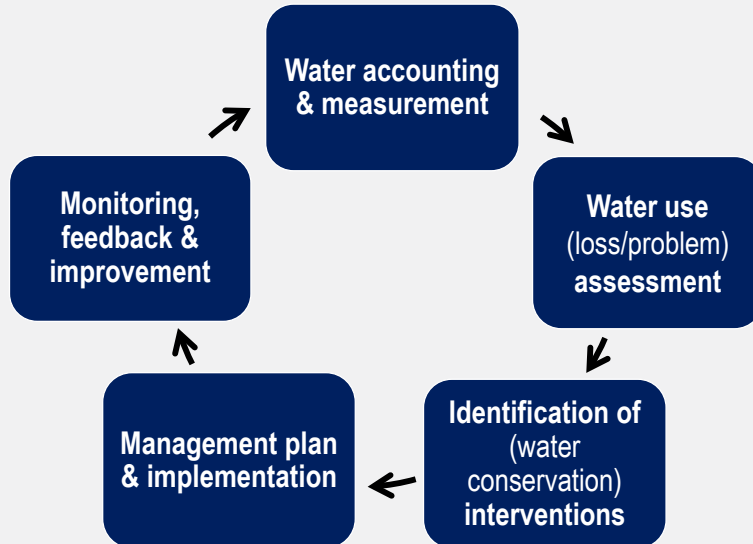 Water accounting
& measurement
Water use
(loss/problem)
assessment
Identification of
(water
conservation)
interventions
Management plan
& implementation
Monitoring,
feedback &
improvement